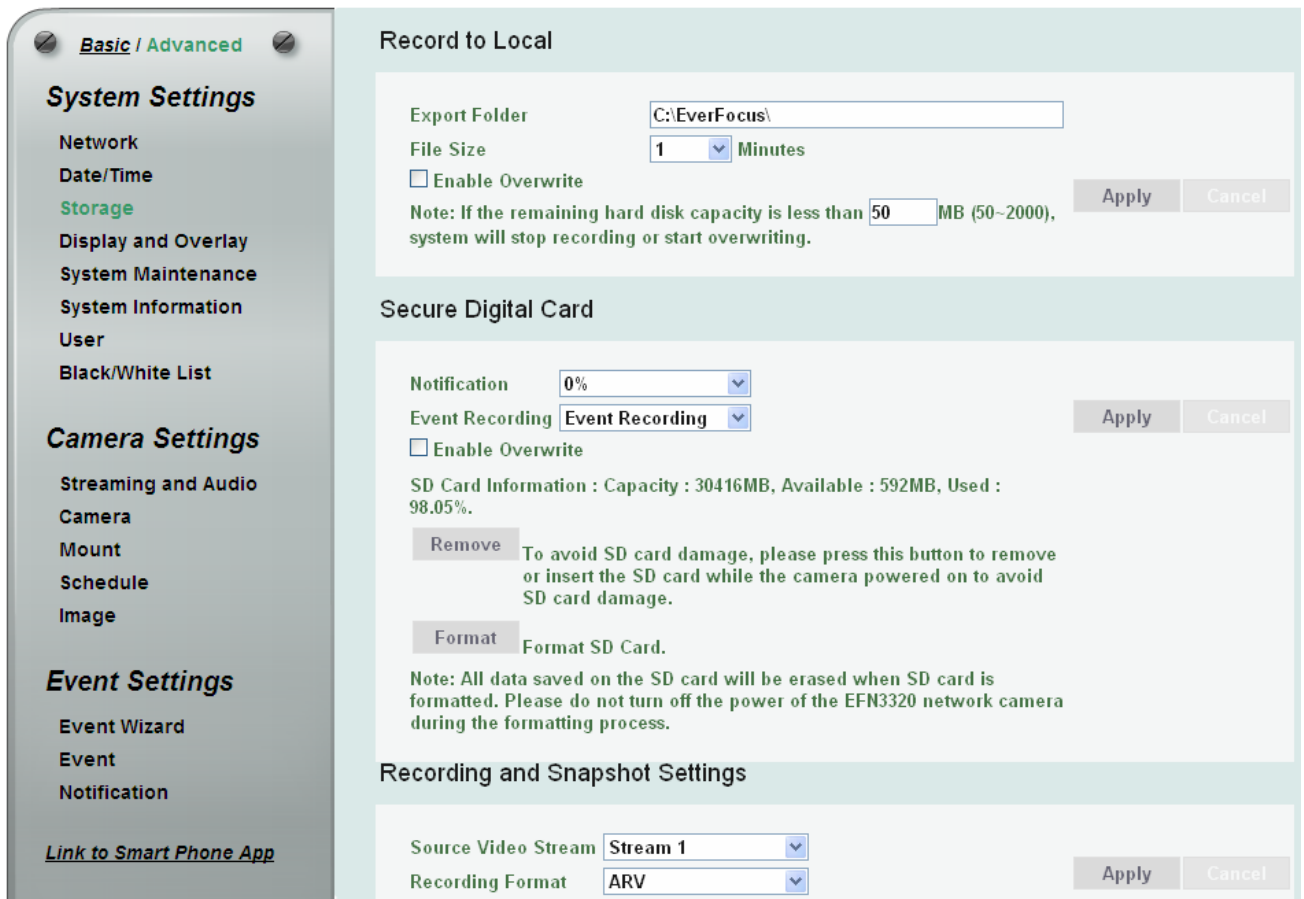 Basic / Advanced
System Settings
Network
Date/Time
Storage
Display and Overlay
System Maintenance
System Information
User
Black/White List
Camera Settings
Streaming and Audio
Camera
Mount
Schedule
Image
Event Settings
Event Wizard
Event
Notification
Link to Smart Phone App
Record to Local
Export Folder C:\EverFocus\
File Size 1 Minutes
Enable Overwrite
Note: If the remaining hard disk capacity is less than 50 MB (50~2000),
system will stop recording or start overwriting.
Apply Cancel
Secure Digital Card
Notification 0%
Event Recording Event Recording
Enable Overwrite
Apply Cancel
SD Card Information : Capacity : 30416MB, Available : 592MB, Used :
98.05%.
Remove To avoid SD card damage, please press this button to remove
or insert the SD card while the camera powered on to avoid
SD card damage.
Format Format SD Card.
Note: All data saved on the SD card will be erased when SD card is
formatted. Please do not turn off the power of the EFN3320 network camera
during the formatting process.
Recording and Snapshot Settings
Source Video Stream Stream 1
Recording Format ARV
Apply Cancel